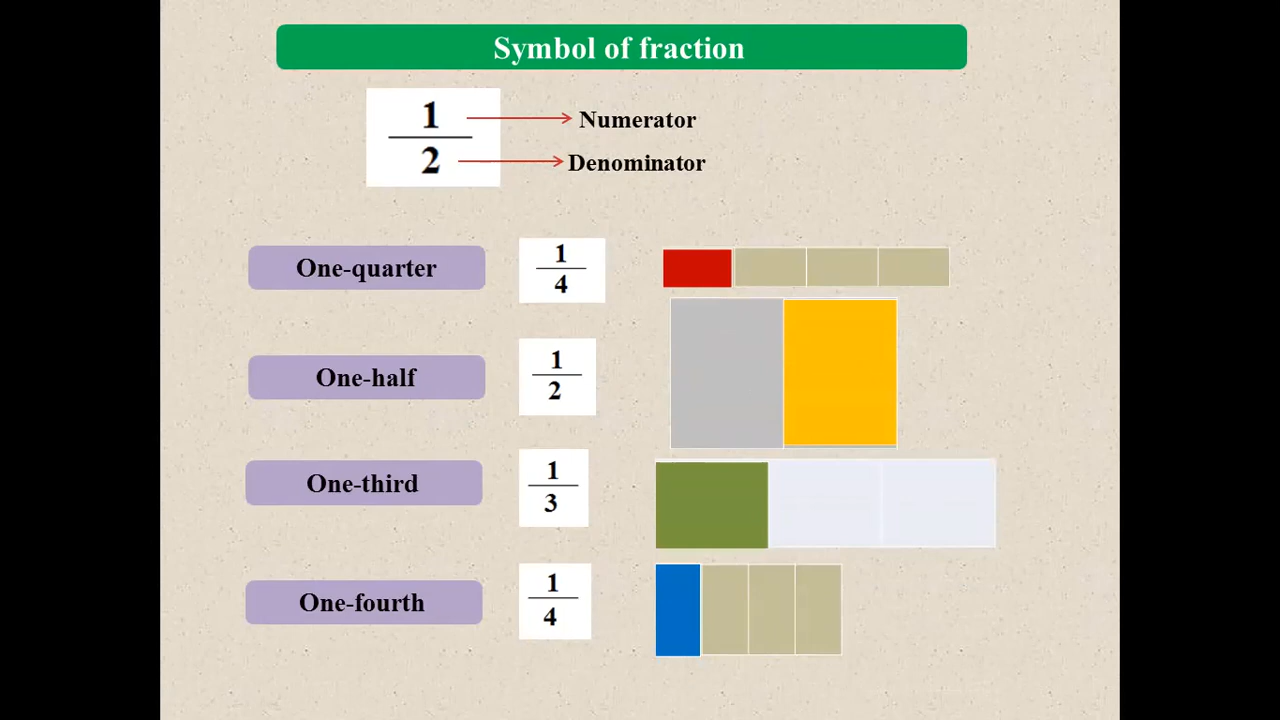 Symbol of fraction
1 Numerator
2 Denominator
One-quarter 1/4
One-half 1/2
One-third 1/3
One-fourth 1/4